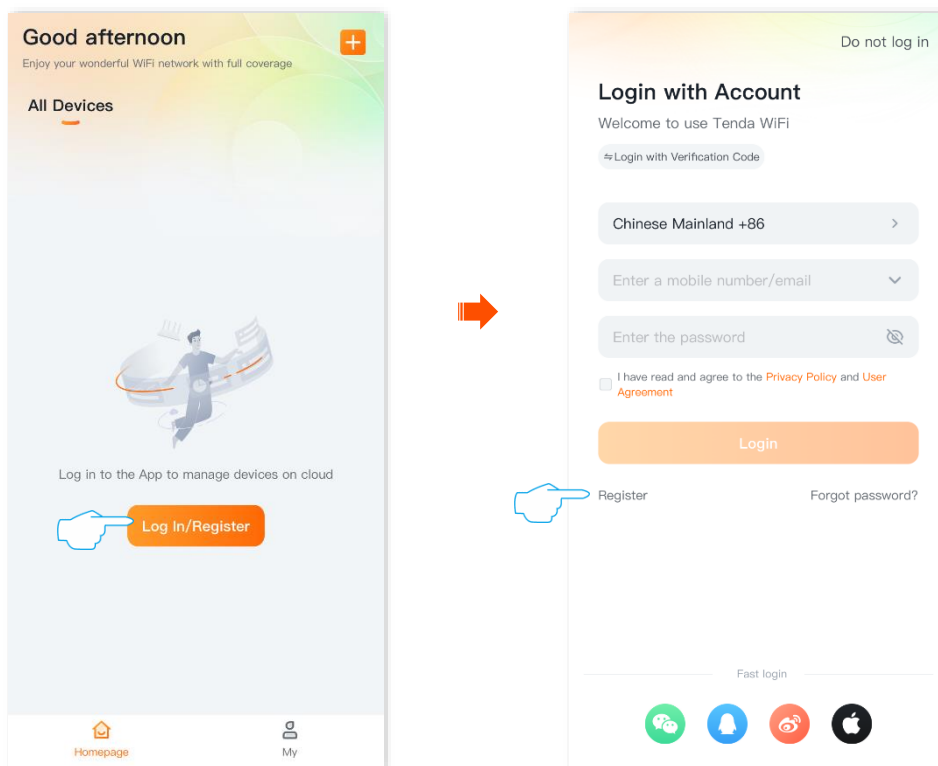 Good afternoon
Enjoy your wonderful WiFi network with full coverage
All Devices
Log in to the App to manage devices on cloud
Log In/Register
Homepage
My
Do not log in
Login with Account
Welcome to use Tenda WiFi
⇋Login with Verification Code
Chinese Mainland +86
Enter a mobile number/email
Enter the password
I have read and agree to the Privacy Policy and User
Agreement
Login
Register
Forgot password?
Fast login